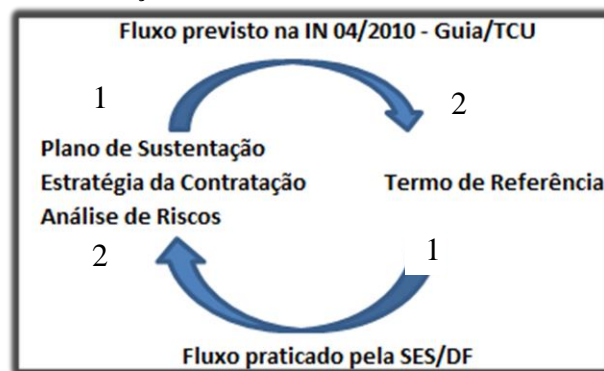 Fluxo previsto na IN 04/2010 - Guia/TCU
1
2
Plano de Sustentação
Estratégia da Contratação
Termo de Referência
Análise de Riscos
2
1
Fluxo praticado pela SES/DF